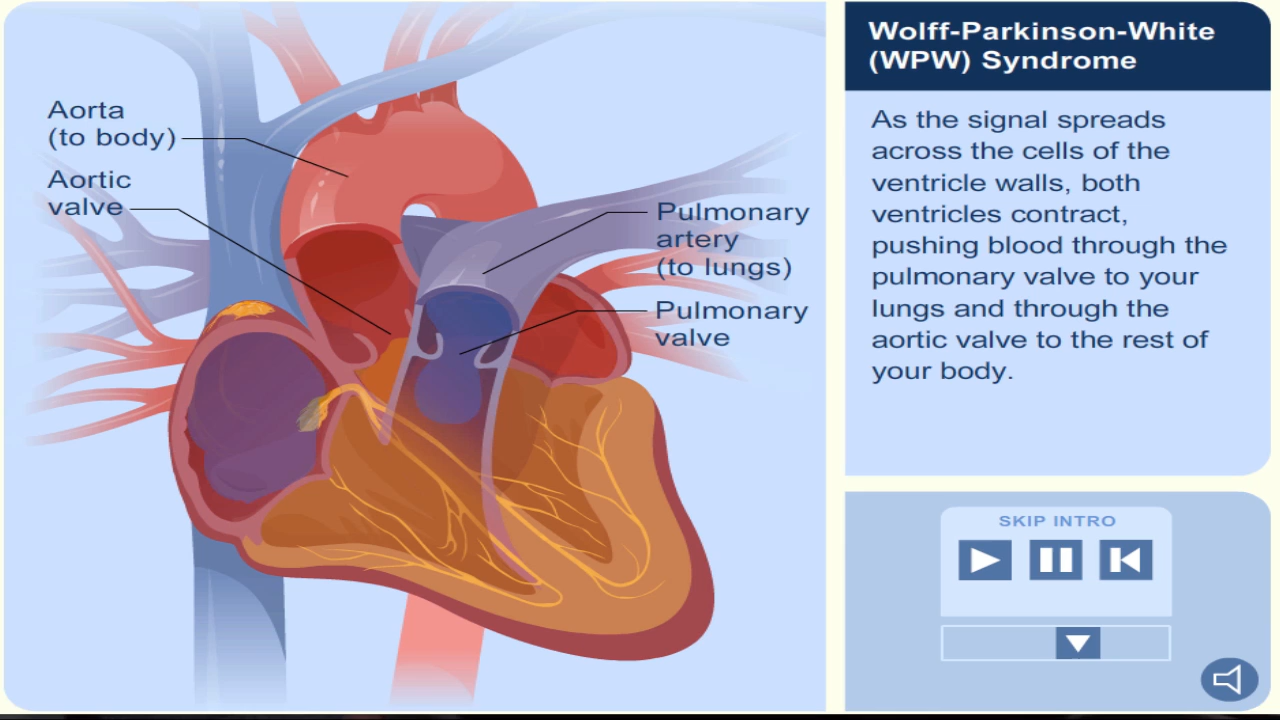 Aorta
(to body)
Aortic
valve
Pulmonary
artery
(to lungs)
Pulmonary
valve
Wolff-Parkinson-White
(WPW) Syndrome
As the signal spreads
across the cells of the
ventricle walls, both
ventricles contract,
pushing blood through the
pulmonary valve to your
lungs and through the
aortic valve to the rest of
your body.
SKIP INTRO